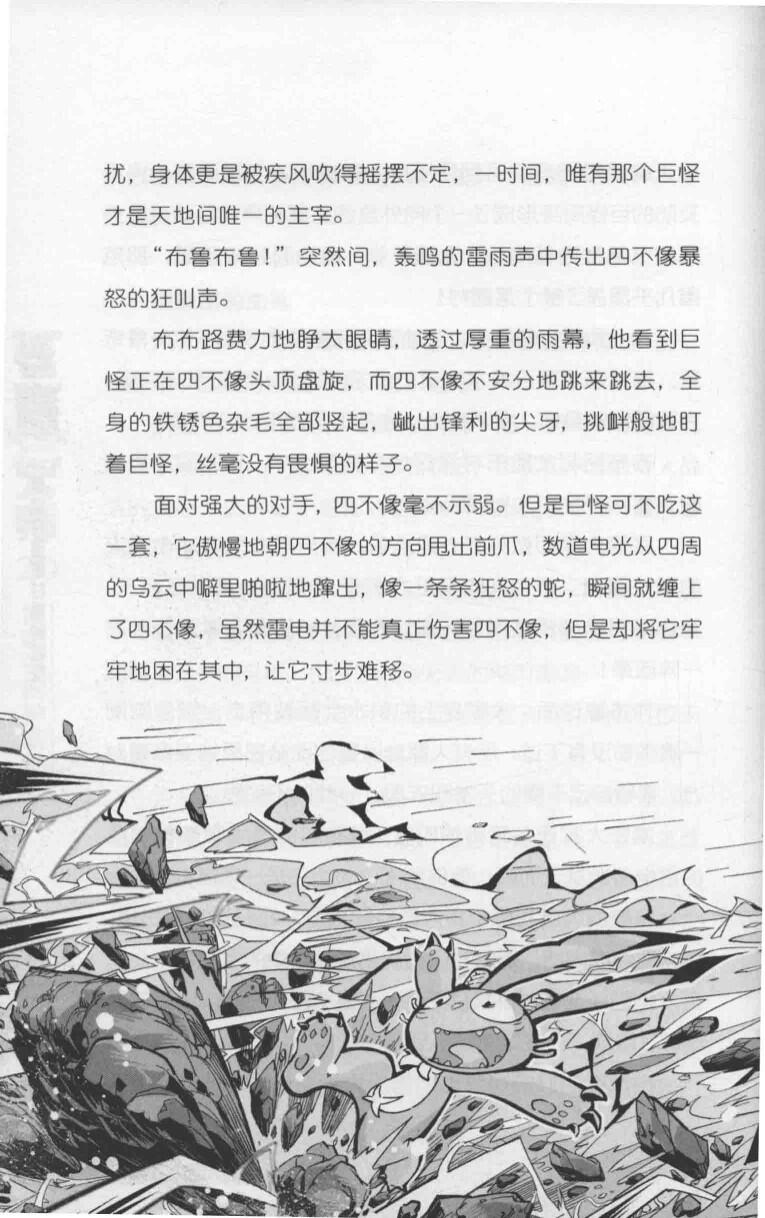 扰，身体更是被疾风吹得摇摆不定，一时间，唯有那个巨怪
才是天地间唯一的主宰。
“布鲁布鲁！”突然间，轰鸣的雷雨声中传出四不像暴
怒的狂叫声。
布布路费力地睁大眼睛，透过厚重的雨幕，他看到巨
怪正在四不像头顶盘旋，而四不像不安分地跳来跳去，全
身的铁锈色杂毛全部竖起，龇出锋利的尖牙，挑衅般地盯
着巨怪，丝毫没有畏惧的样子。
面对强大的对手，四不像毫不示弱。但是巨怪可不吃这
一套，它傲慢地朝四不像的方向甩出前爪，数道电光从四周
的乌云中噼里啪啦地蹿出，像一条条狂怒的蛇，瞬间就缠上
了四不像，虽然雷电并不能真正伤害四不像，但是却将它牢
牢地困在其中，让它寸步难移。